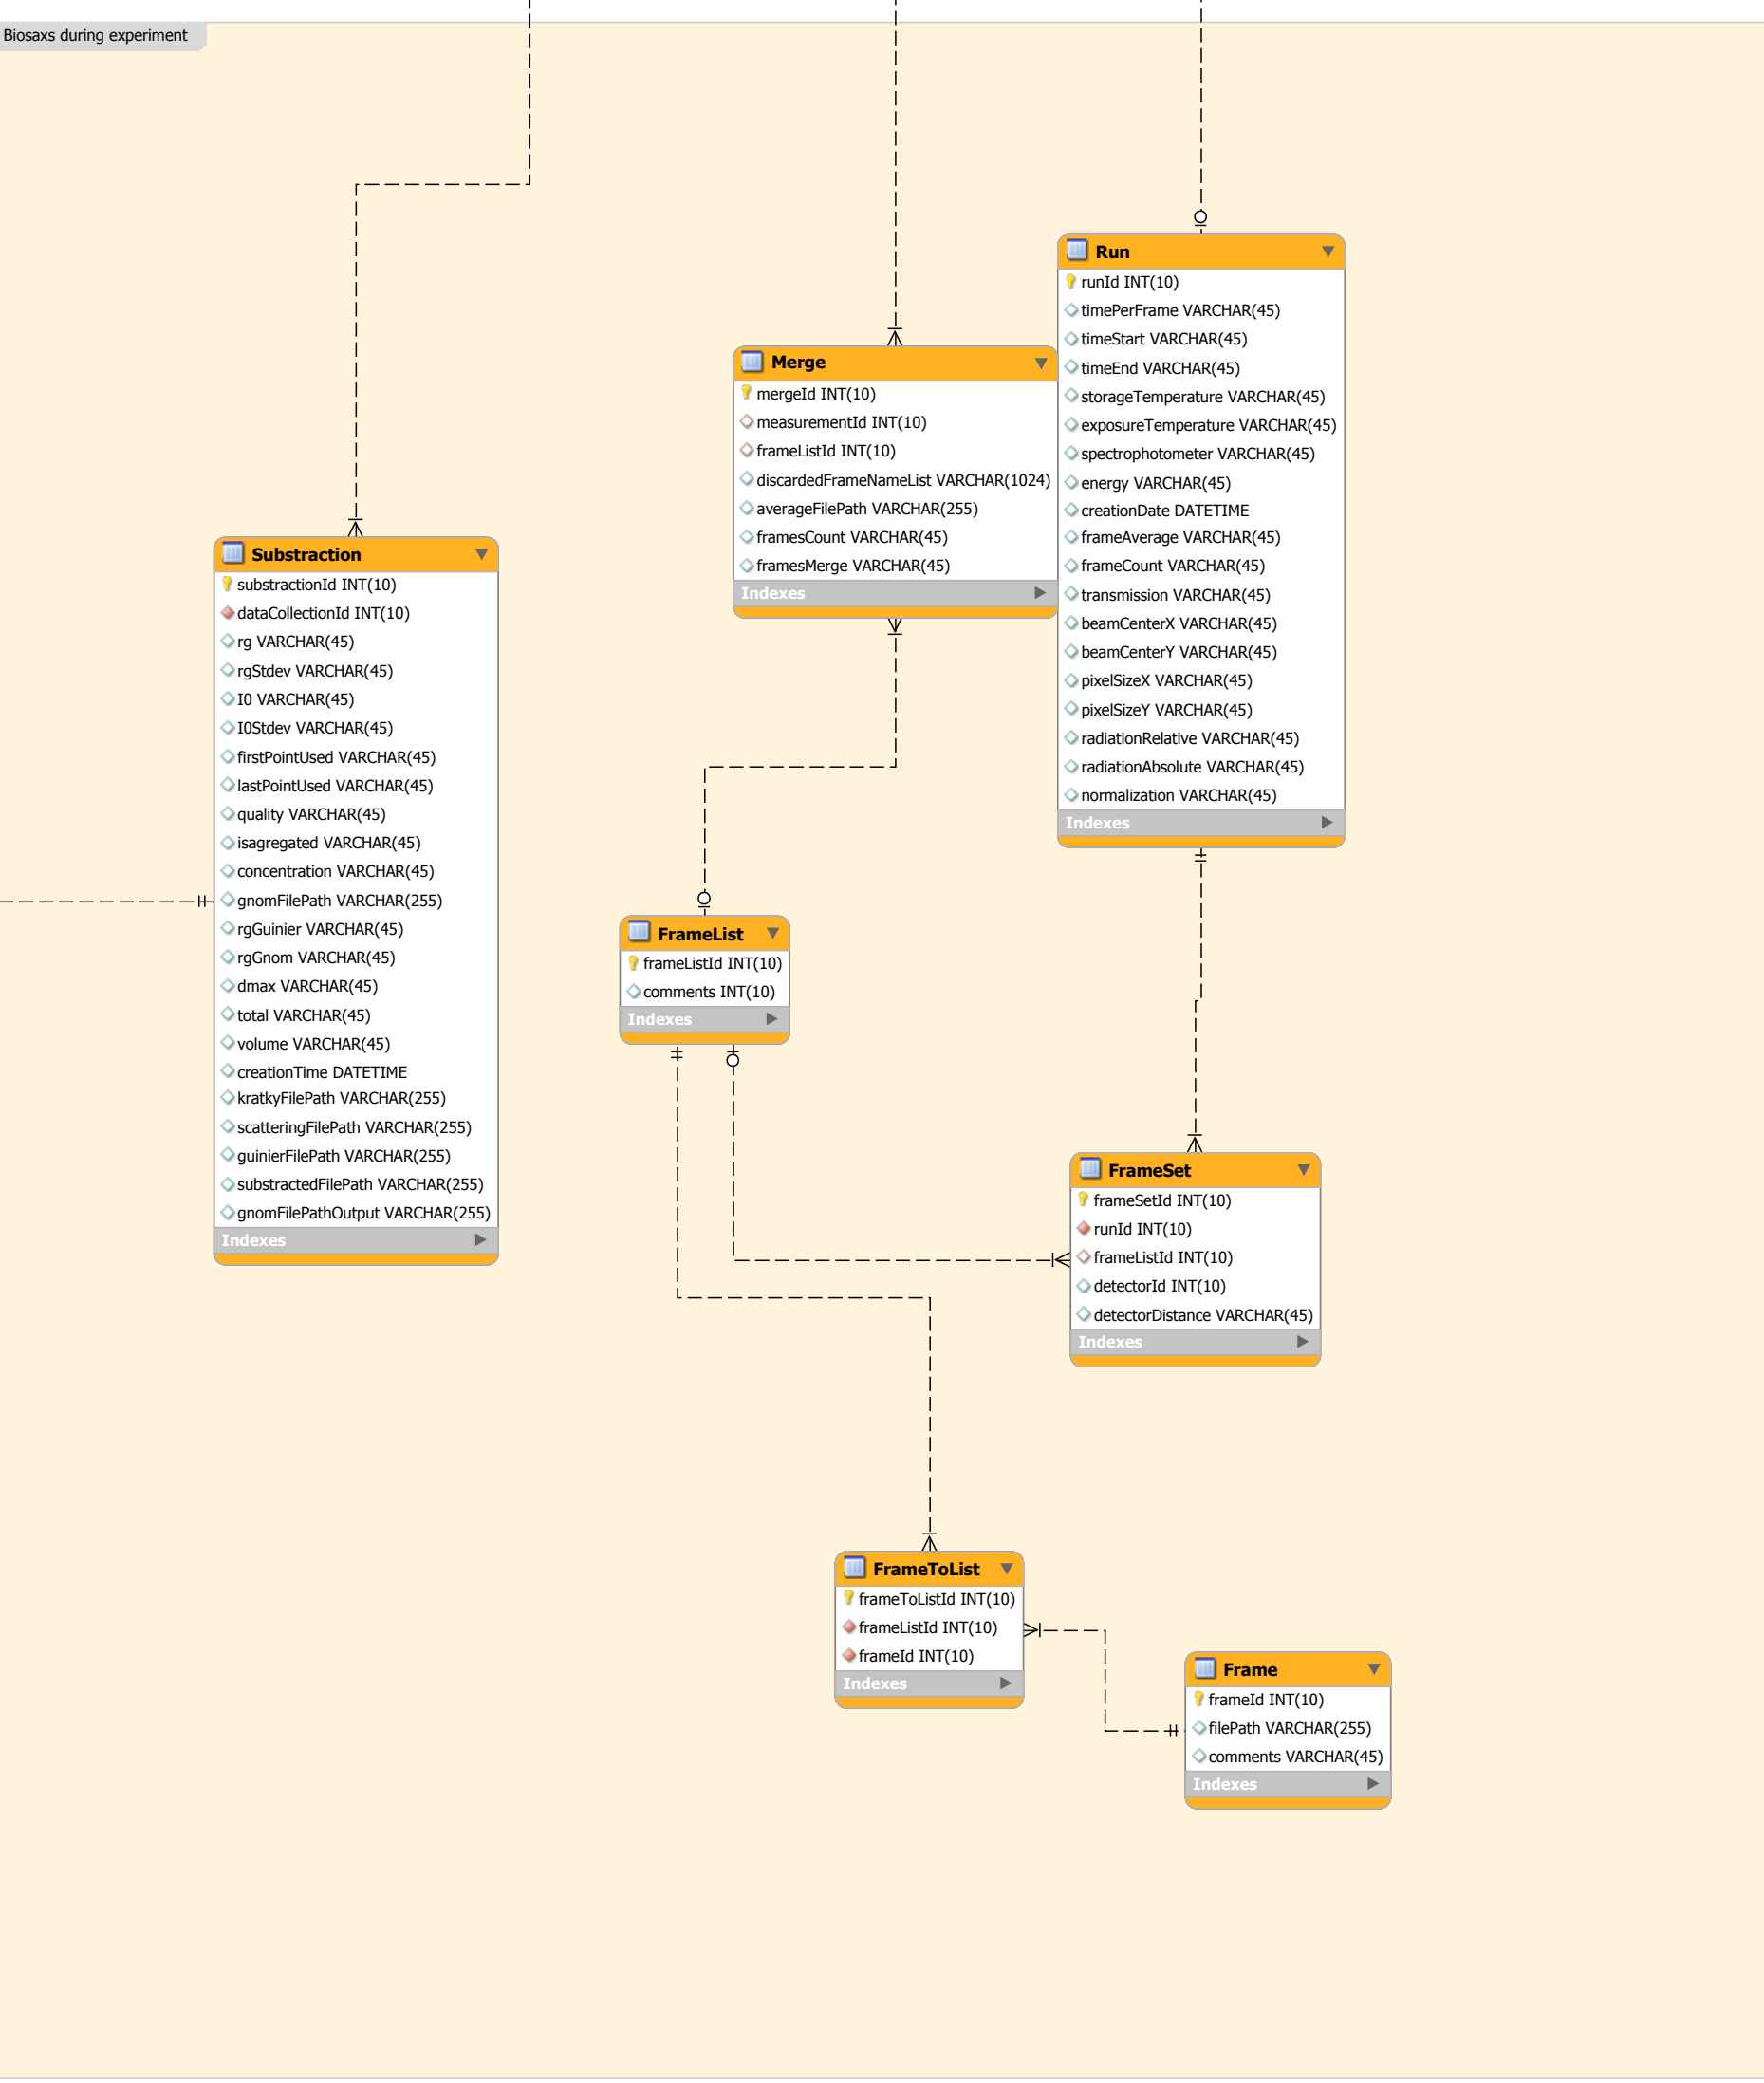 Biosaxs during experiment
Run
runId INT(10)
timePerFrame VARCHAR(45)
timeStart VARCHAR(45)
timeEnd VARCHAR(45)
storageTemperature VARCHAR(45)
exposureTemperature VARCHAR(45)
spectrophotometer VARCHAR(45)
energy VARCHAR(45)
creationDate DATETIME
frameAverage VARCHAR(45)
frameCount VARCHAR(45)
transmission VARCHAR(45)
beamCenterX VARCHAR(45)
beamCenterY VARCHAR(45)
pixelSizeX VARCHAR(45)
pixelSizeY VARCHAR(45)
radiationRelative VARCHAR(45)
radiationAbsolute VARCHAR(45)
normalization VARCHAR(45)
Indexes
Merge
mergeId INT(10)
measurementId INT(10)
frameListId INT(10)
discardedFrameNameList VARCHAR(1024)
averageFilePath VARCHAR(255)
framesCount VARCHAR(45)
framesMerge VARCHAR(45)
Indexes
Substraction
substractionId INT(10)
dataCollectionId INT(10)
rg VARCHAR(45)
rgStdev VARCHAR(45)
I0 VARCHAR(45)
I0Stdev VARCHAR(45)
firstPointUsed VARCHAR(45)
lastPointUsed VARCHAR(45)
quality VARCHAR(45)
isagregated VARCHAR(45)
concentration VARCHAR(45)
gnomFilePath VARCHAR(255)
rgGuinier VARCHAR(45)
rgGnom VARCHAR(45)
dmax VARCHAR(45)
total VARCHAR(45)
volume VARCHAR(45)
creationTime DATETIME
kratkyFilePath VARCHAR(255)
scatteringFilePath VARCHAR(255)
guinierFilePath VARCHAR(255)
substractedFilePath VARCHAR(255)
gnomFilePathOutput VARCHAR(255)
Indexes
FrameList
frameListId INT(10)
comments INT(10)
Indexes
FrameSet
frameSetId INT(10)
runId INT(10)
frameListId INT(10)
detectorId INT(10)
detectorDistance VARCHAR(45)
Indexes
FrameToList
frameToListId INT(10)
frameListId INT(10)
frameId INT(10)
Indexes
Frame
frameId INT(10)
filePath VARCHAR(255)
comments VARCHAR(45)
Indexes